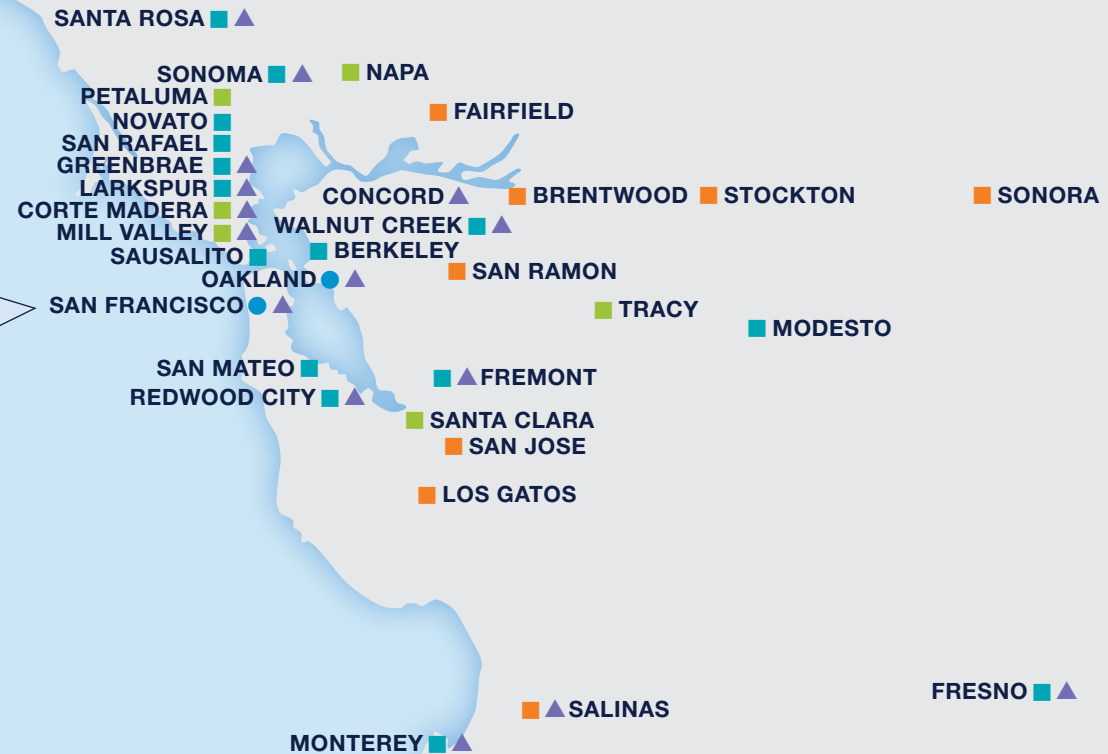 SANTA ROSA
SONOMA
NAPA
PETALUMA
FAIRFIELD
NOVATO
SAN RAFAEL
GREENBRAE
LARKSPUR
CONCORD
BRENTWOOD
STOCKTON
SONORA
CORTE MADERA
WALNUT CREEK
MILL VALLEY
BERKELEY
SAUSALITO
SAN RAMON
OAKLAND
SAN FRANCISCO
TRACY
MODESTO
SAN MATEO
FREMONT
REDWOOD CITY
SANTA CLARA
SAN JOSE
LOS GATOS
FRESNO
SALINAS
MONTEREY